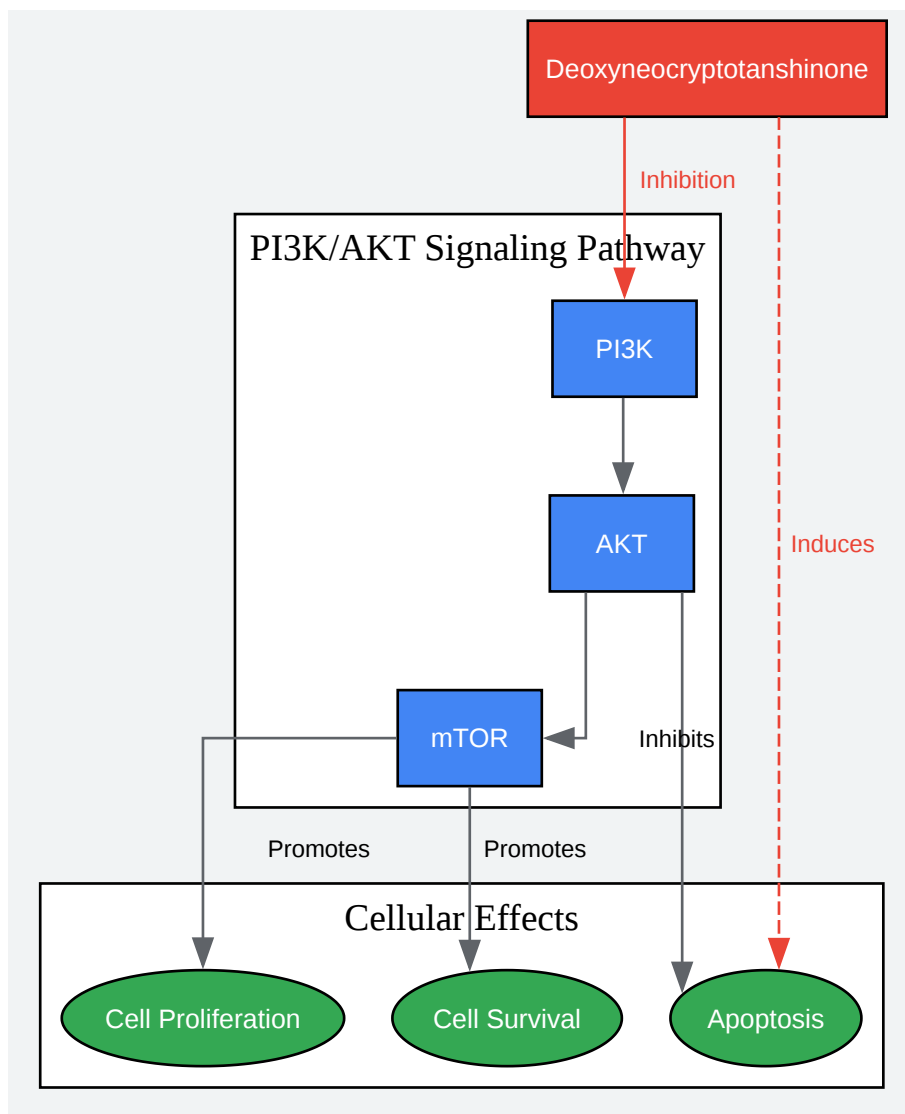 Deoxyneocryptotanshinone
Inhibition
PI3K/AKT Signaling Pathway
PI3K
AKT
Induces
mTOR
Inhibits
Promotes
Promotes
Cellular Effects
Cell Proliferation
Cell Survival
Apoptosis